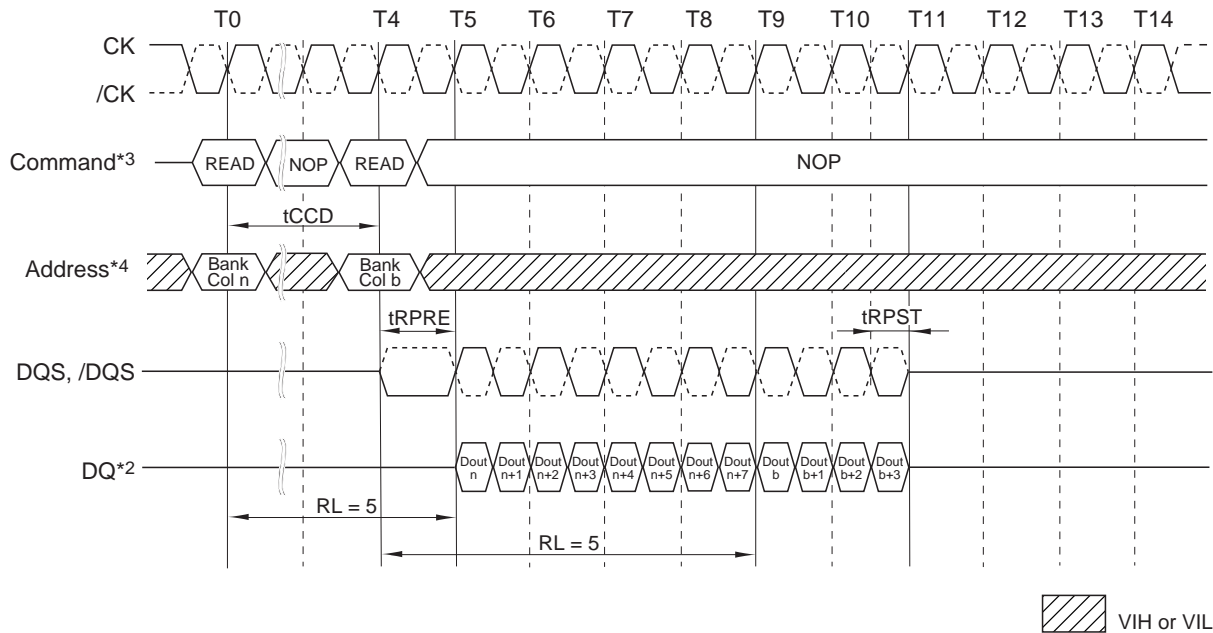 T0 T4 T5 T6 T7 T8 T9 T10 T11 T12 T13 T14
CK
/CK
Command*3
READ
NOP
READ
NOP
tCCD
Address*4
Bank
Col n
Bank
Col b
tRPRE
tRPST
DQS, /DQS
DQ*2
Dout
n
Dout
n+1
Dout
n+2
Dout
n+3
Dout
n+4
Dout
n+5
Dout
n+6
Dout
n+7
Dout
b
Dout
b+1
Dout
b+2
Dout
b+3
RL = 5
RL = 5
VIH or VIL